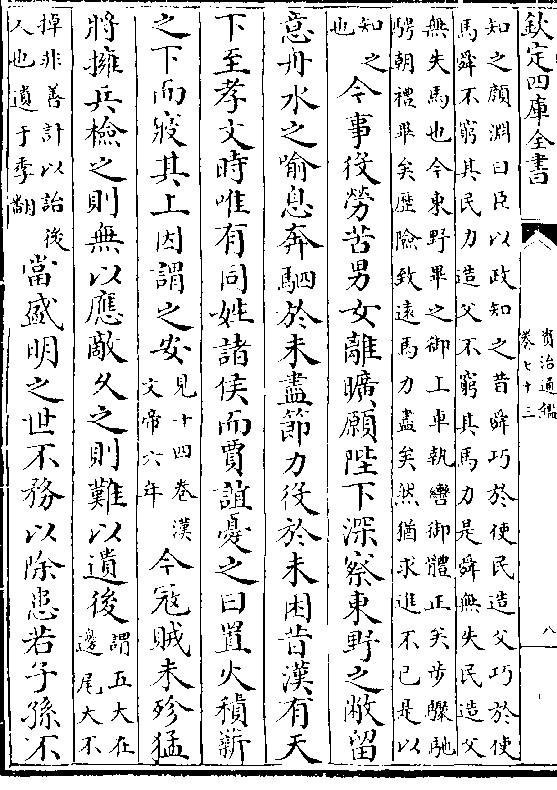 欽定四庫全書
資治通鑑
卷七十三
八
知之顏淵曰臣以政知之昔舜巧於使民造父巧於使
馬舜不窮其民力造父不窮其馬力是舜無失民造父
無失馬也今東野畢之御上車執轡御體正矣步驟馳
騁朝禮畢矣歷險致遠馬力盡矣然猶求進不已是以
知之也今事役勞苦男女離曠願陛下深察東野之敝留
意舟水之喻息奔駟於未盡節力役於未困昔漢有天
下至孝文時唯有同姓諸侯而賈誼憂之曰置火積薪
之下而寢其上因謂之安見十四卷漢文帝六年今寇賊未殄猛
將擁兵檢之則無以應敵久之則難以遺後謂五大在邊尾大不
掉非善計以詒後人也遺于季翻當盛明之世不務以除患若子孫不